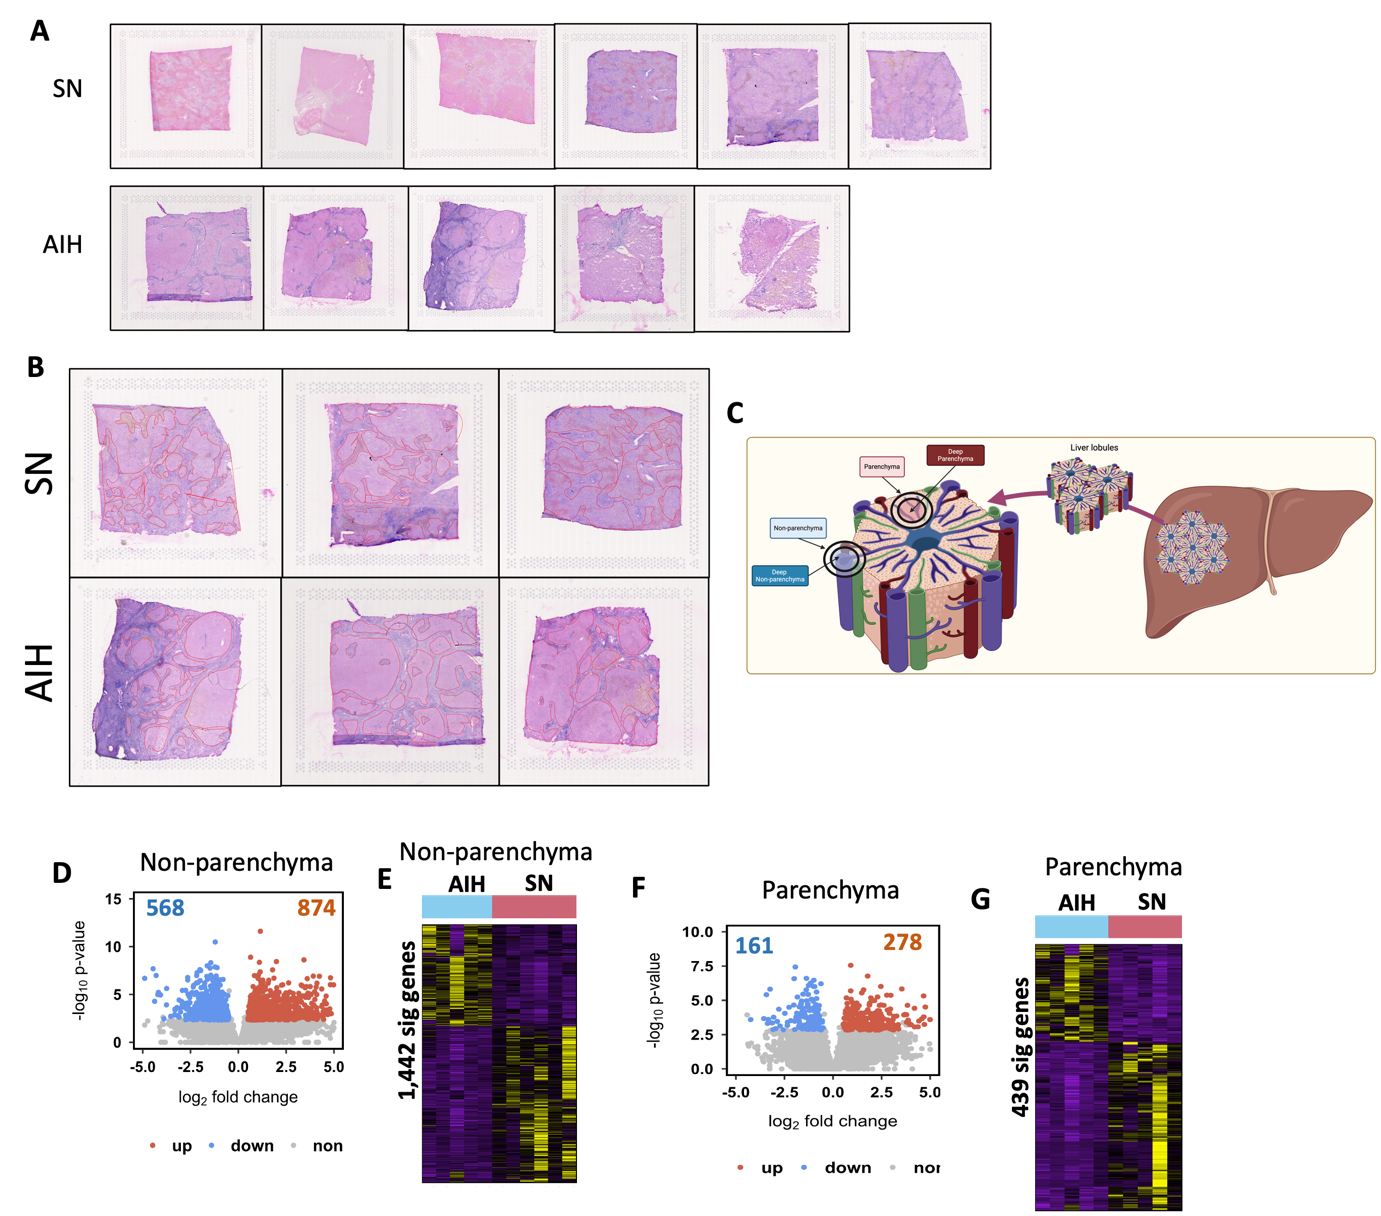 A
SN
AIH
B
SN
AIH
C
Liver lobules
Deep
Parenchyma
Parenchyma
Non-parenchyma
Deep
Non-parenchyma
D
Non-parenchyma
568
874
15
10
5
0
-log10 p-value
-5.0 -2.5 0.0 2.5 5.0
log2 fold change
up down non
E
Non-parenchyma
AIH SN
1,442 sig genes
F
Parenchyma
161
278
10.0
7.5
5.0
2.5
0.0
-log10 p-value
-5.0 -2.5 0.0 2.5 5.0
log2 fold change
up down nor
G
Parenchyma
AIH SN
439 sig genes